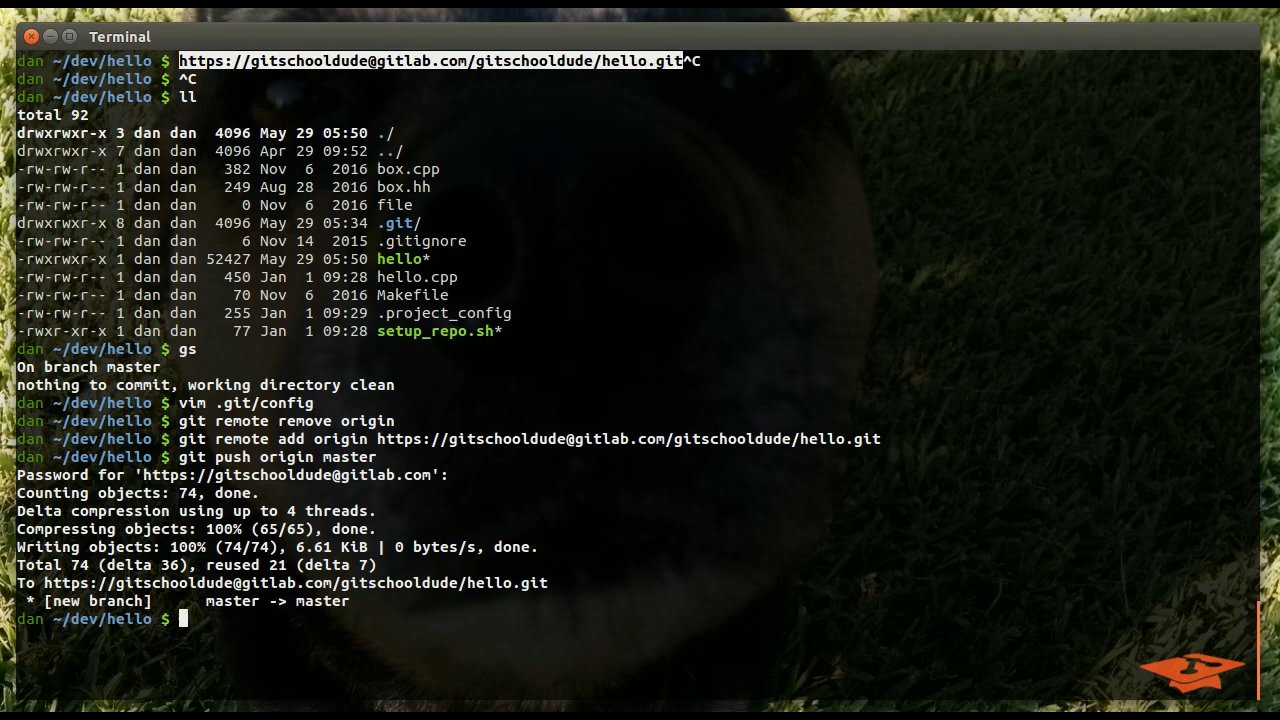 Terminal
dan ~/dev/hello $ https://gitschooldude@gitlab.com/gitschooldude/hello.git^C
dan ~/dev/hello $ ^C
dan ~/dev/hello $ ll
total 92
drwxrwxr-x 3 dan dan  4096 May 29 05:50 ./
drwxrwxr-x 7 dan dan  4096 Apr 29 09:52 ../
-rw-rw-r-- 1 dan dan   382 Nov  6  2016 box.cpp
-rw-rw-r-- 1 dan dan   249 Aug 28  2016 box.hh
-rw-rw-r-- 1 dan dan     0 Nov  6  2016 file
drwxrwxr-x 8 dan dan  4096 May 29 05:34 .git/
-rw-rw-r-- 1 dan dan     6 Nov 14  2015 .gitignore
-rwxrwxr-x 1 dan dan 52427 May 29 05:50 hello*
-rw-rw-r-- 1 dan dan   450 Jan  1 09:28 hello.cpp
-rw-rw-r-- 1 dan dan    70 Nov  6  2016 Makefile
-rw-rw-r-- 1 dan dan   255 Jan  1 09:29 .project_config
-rwxr-xr-x 1 dan dan    77 Jan  1 09:28 setup_repo.sh*
dan ~/dev/hello $ gs
On branch master
nothing to commit, working directory clean
dan ~/dev/hello $ vim .git/config
dan ~/dev/hello $ git remote remove origin
dan ~/dev/hello $ git remote add origin https://gitschooldude@gitlab.com/gitschooldude/hello.git
dan ~/dev/hello $ git push origin master
Password for 'https://gitschooldude@gitlab.com':
Counting objects: 74, done.
Delta compression using up to 4 threads.
Compressing objects: 100% (65/65), done.
Writing objects: 100% (74/74), 6.61 KiB | 0 bytes/s, done.
Total 74 (delta 36), reused 21 (delta 7)
To https://gitschooldude@gitlab.com/gitschooldude/hello.git
 * [new branch]      master -> master
dan ~/dev/hello $